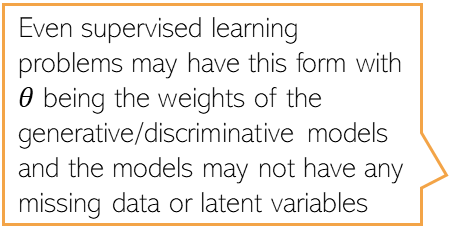 Even supervised learning
problems may have this form with
θ being the weights of the
generative/discriminative models
and the models may not have any
missing data or latent variables